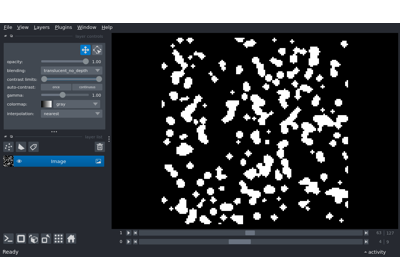 File View Layers Plugins Window Help
opacity: 1.00
blending: translucent_no_depth
contrast limits:
auto-contrast: once continuous
gamma: 1.00
colormap: gray
interpolation: nearest
Image
1
0
Ready activity